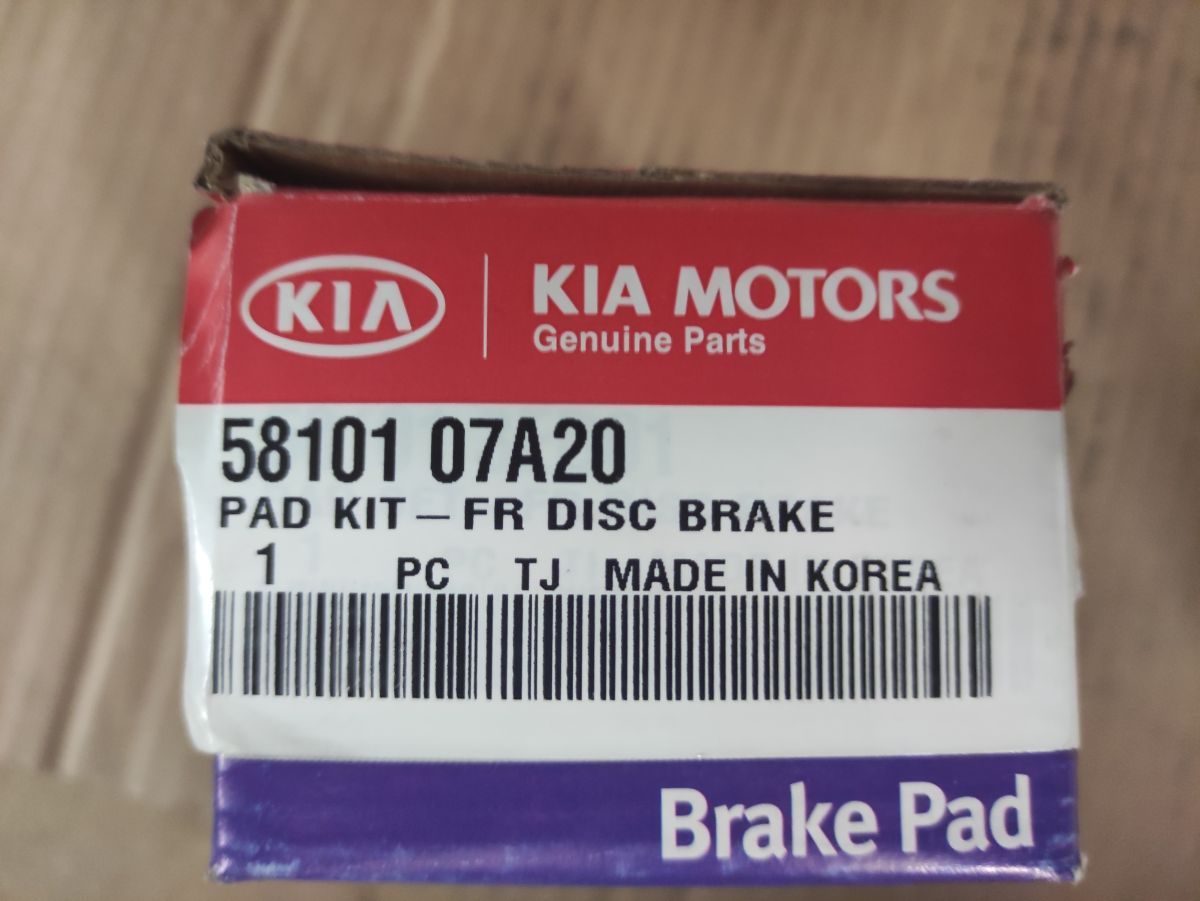 KIA
KIA MOTORS
Genuine Parts
58101 07A20
PAD KIT – FR DISC BRAKE
1 PC TJ MADE IN KOREA
Brake Pad